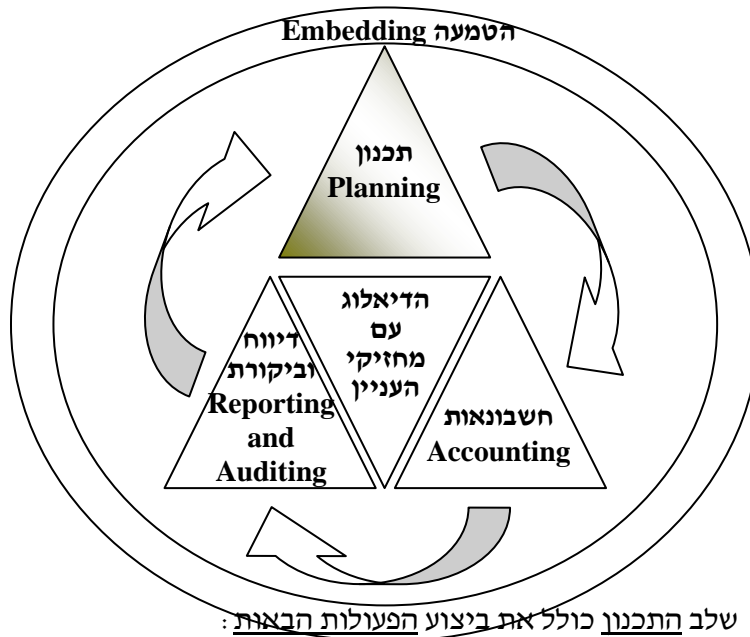 הטמעה Embedding
תכנון
Planning
הדיאלוג
עם
מחזיקי
העניין
דיווח
וביקורת
Reporting
and
Auditing
חשבונאות
Accounting
שלב התכנון כולל את ביצוע הפעולות הבאות :